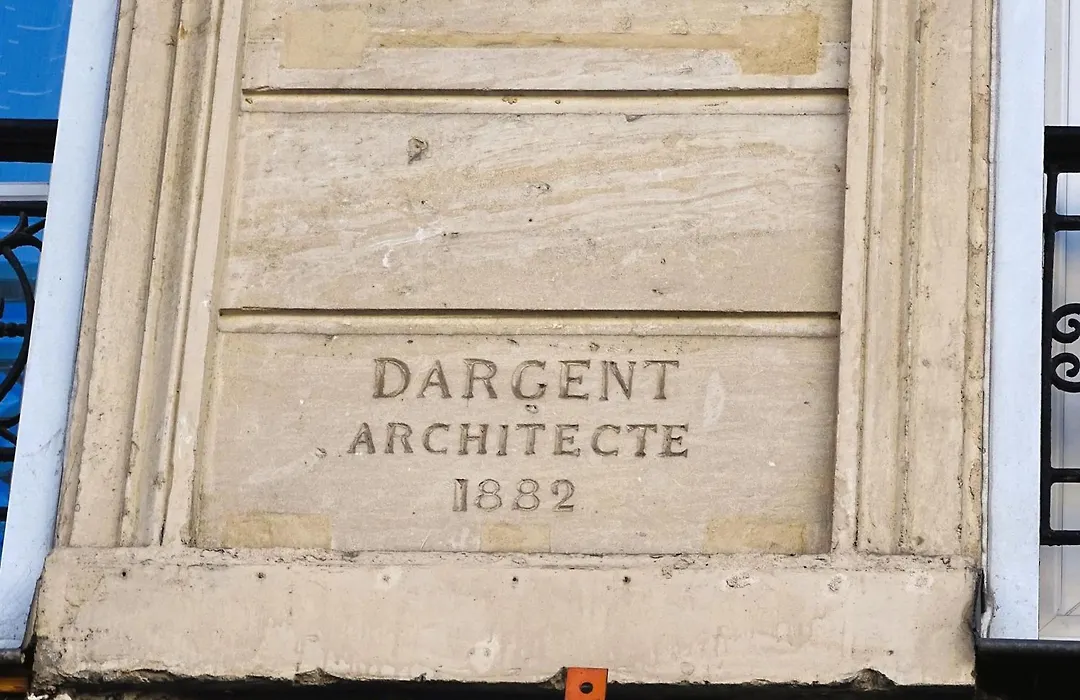 DARGENT
ARCHITECTE
1882